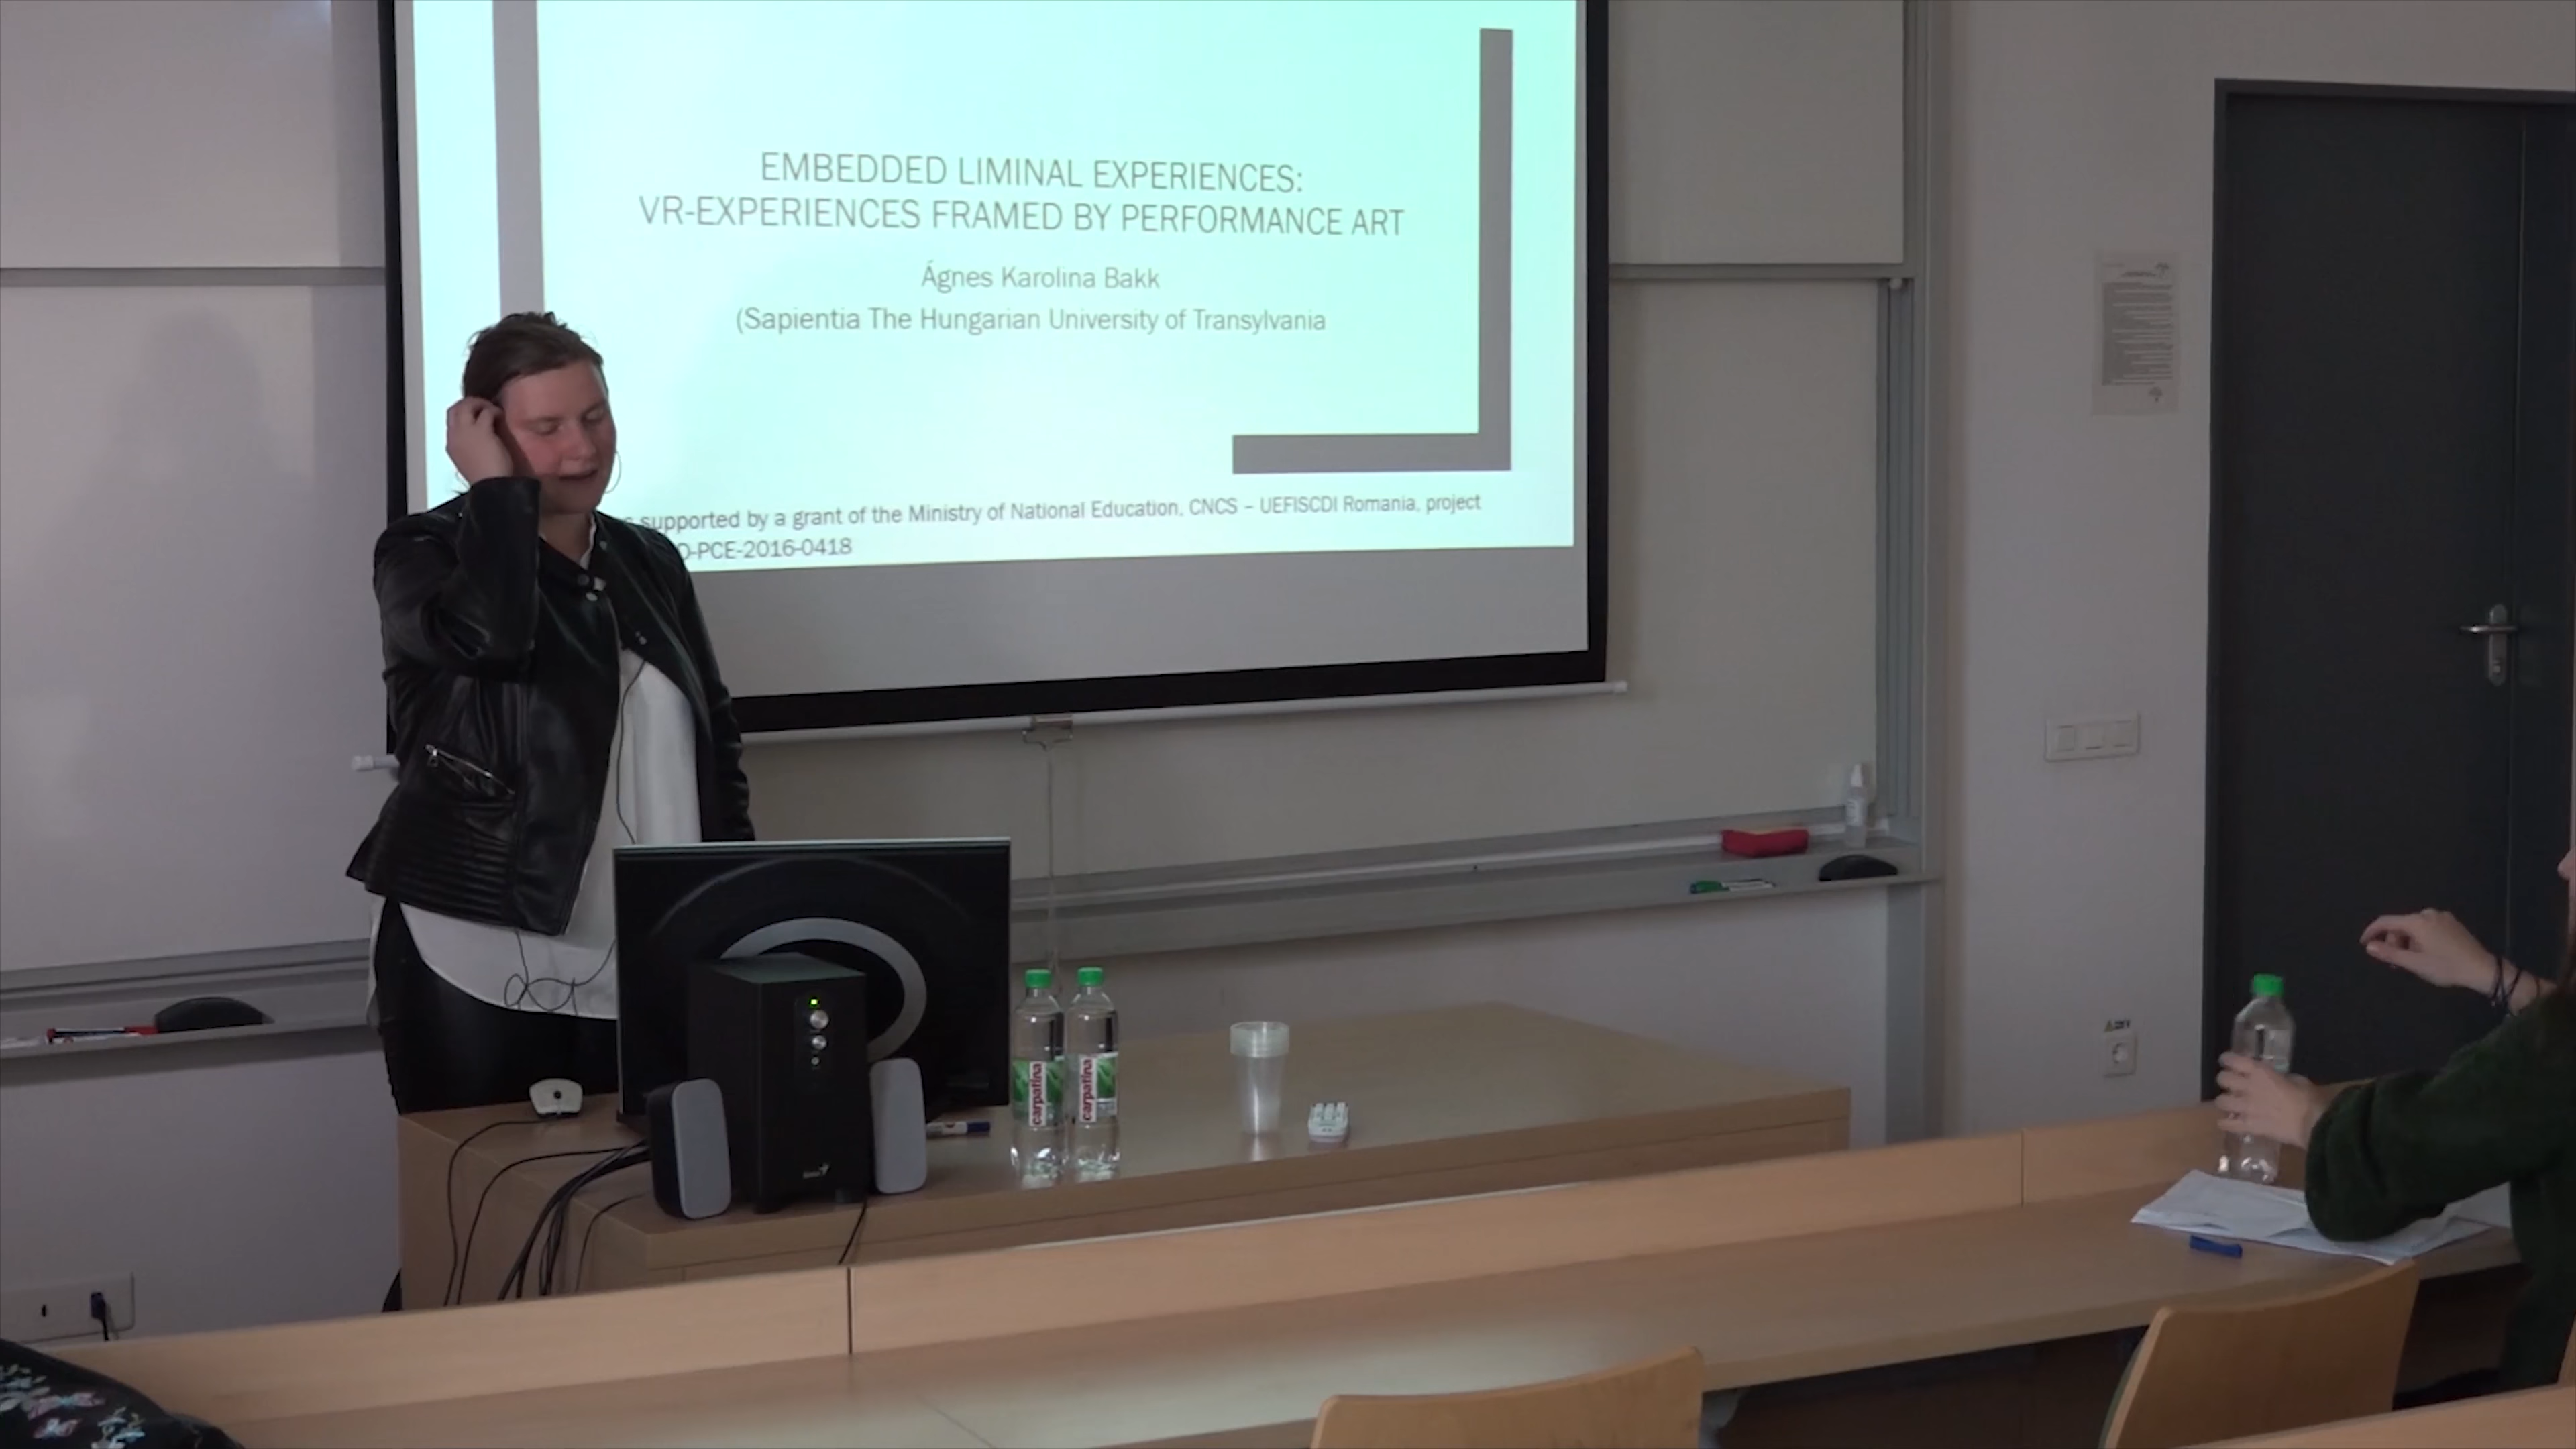 EMBEDDED LIMINAL EXPERIENCES:
VR-EXPERIENCES FRAMED BY PERFORMANCE ART
Ágnes Karolina Bakk
(Sapientia The Hungarian University of Transylvania
supported by a grant of the Ministry of National Education, CNCS – UEFISCDI Romania, project
-PCE-2016-0418
carpatina
carpatina